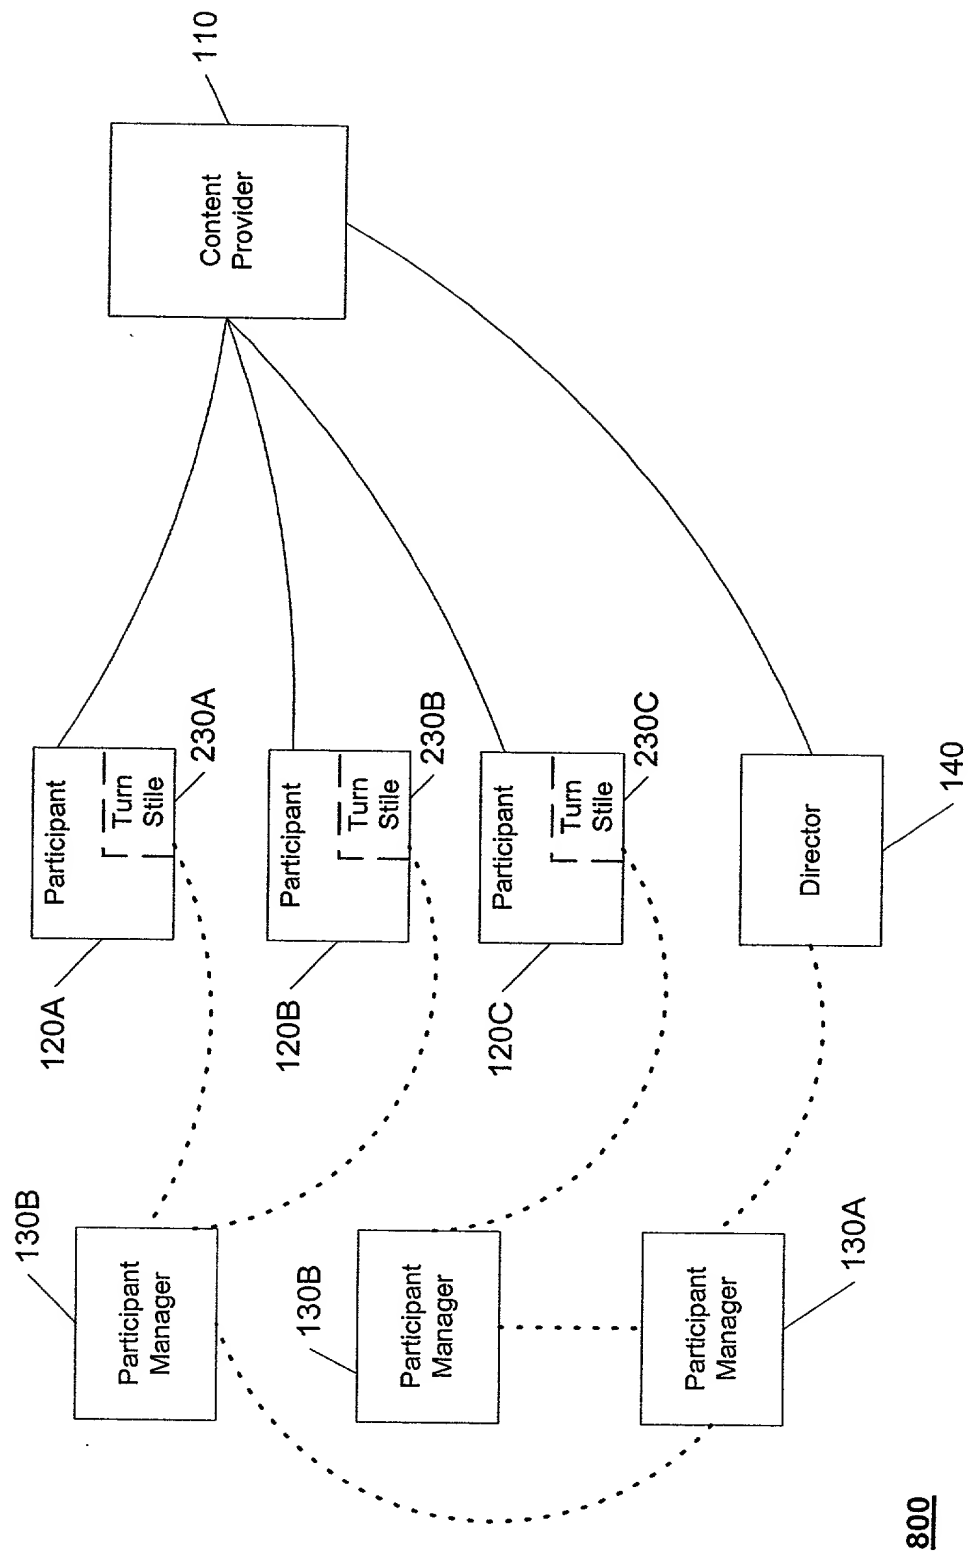 130B
Participant
Manager
120A
Participant
Turn
Stile
230A
Content
Provider
110
130B
Participant
Manager
120B
Participant
Turn
Stile
230B
120C
Participant
Turn
Stile
230C
Participant
Manager
130A
Director
140
800